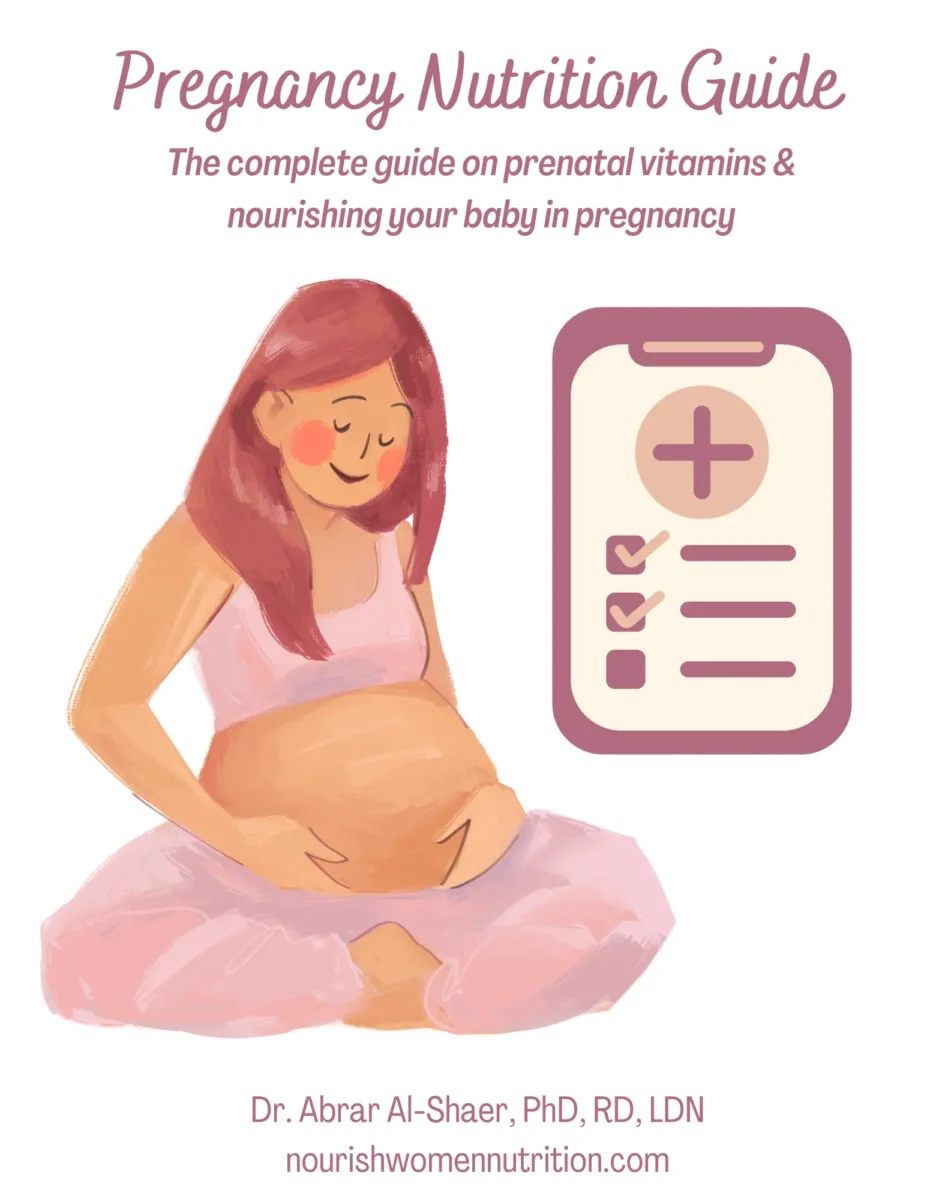 Pregnancy Nutrition Guide
The complete guide on prenatal vitamins &
nourishing your baby in pregnancy
Dr. Abrar Al-Shaer, PhD, RD, LDN
nourishwomennutrition.com